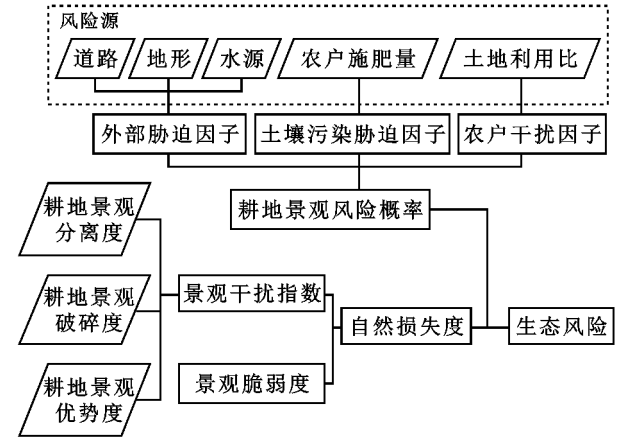 风险源
道路
地形
水源
农户施肥量
土地利用比
外部胁迫因子
土壤污染胁迫因子
农户干扰因子
耕地景观风险概率
耕地景观
分离度
耕地景观
破碎度
耕地景观
优势度
景观干扰指数
景观脆弱度
自然损失度
生态风险